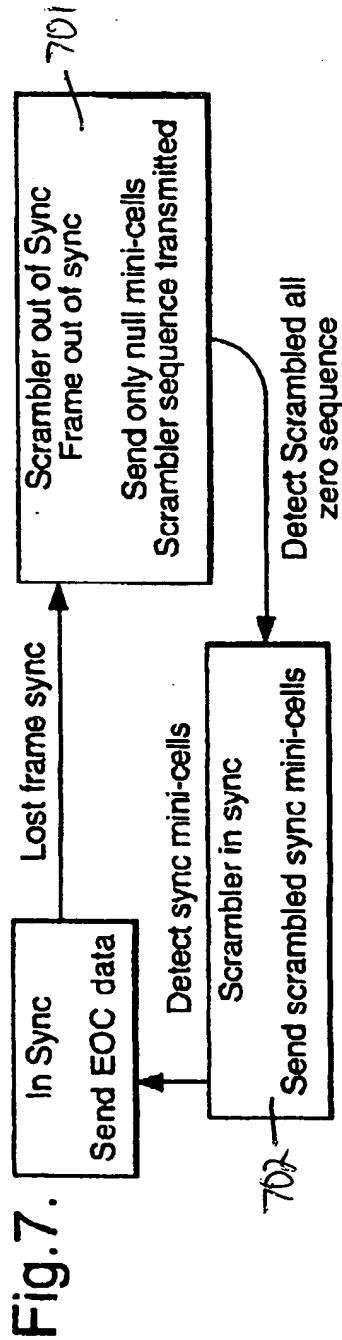 Fig.7.
In Sync
Send EOC data
Lost frame sync
701
Scrambler out of Sync
Frame out of sync
Send only null mini-cells
Scrambler sequence transmitted
Detect Scrambled all
zero sequence
702
Scrambler in sync
Send scrambled sync mini-cells
Detect sync mini-cells